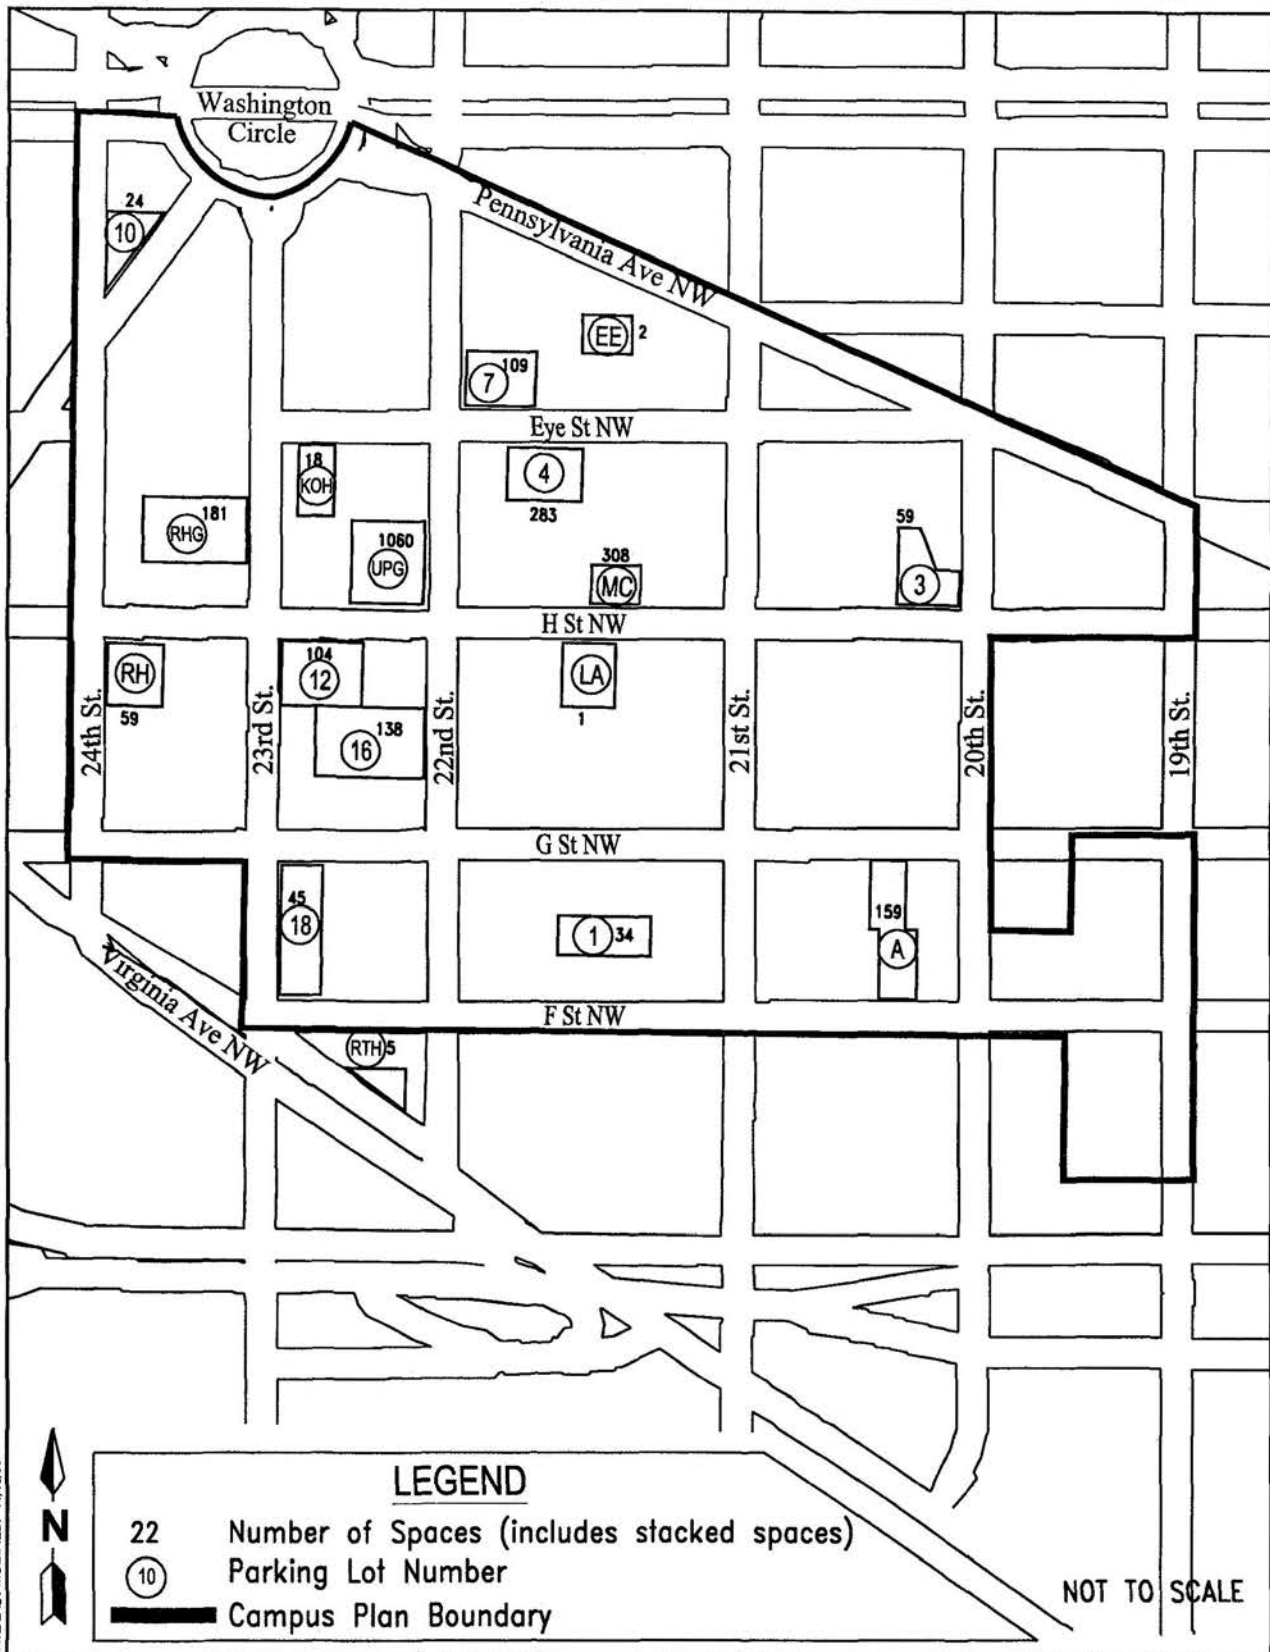 Washington
Circle
24
10
Pennsylvania Ave NW
EE 2
109
7
Eye St NW
18
KOH
4
283
181
RHG
1060
UPG
308
MC
59
3
H St NW
RH
59
104
12
138
16
LA
1
24th St.
23rd St.
22nd St.
21st St.
20th St.
19th St.
G St NW
45
18
1 34
159
A
Virginia Ave NW
F St NW
RTH 5
LEGEND
22 Number of Spaces (includes stacked spaces)
10 Parking Lot Number
Campus Plan Boundary
N
NOT TO SCALE